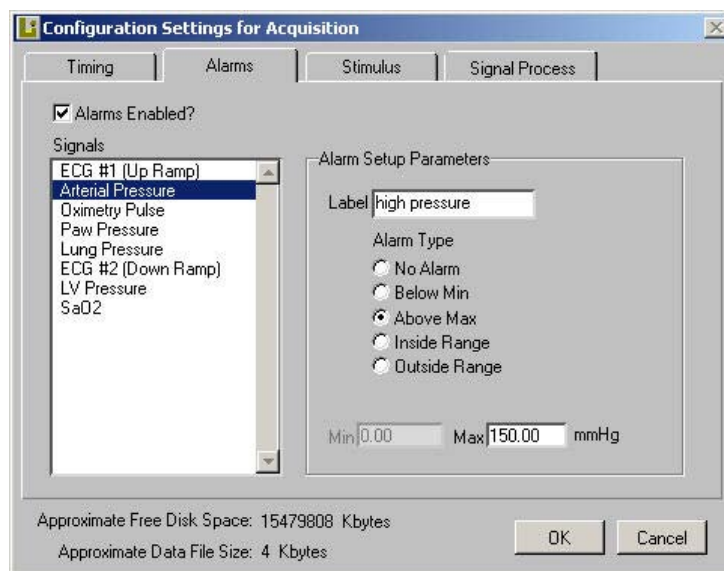 Configuration Settings for Acquisition
Timing
Alarms
Stimulus
Signal Process
Alarms Enabled?
Signals
ECG #1 (Up Ramp)
Arterial Pressure
Oximetry Pulse
Paw Pressure
Lung Pressure
ECG #2 (Down Ramp)
LV Pressure
SaO2
Alarm Setup Parameters
Label high pressure
Alarm Type
No Alarm
Below Min
Above Max
Inside Range
Outside Range
Min 0.00 Max 150.00 mmHg
Approximate Free Disk Space: 15479808 Kbytes
Approximate Data File Size: 4 Kbytes
OK
Cancel